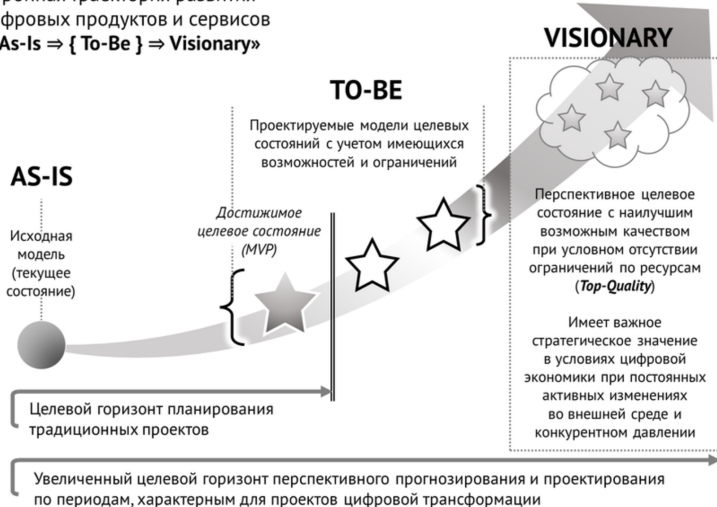 траектории развития
фровых продуктов и сервисов
As-Is ⇒ { To-Be } ⇒ Visionary»
VISIONARY
TO-BE
Проектируемые модели целевых
состояний с учетом имеющихся
возможностей и ограничений
AS-IS
Исходная
модель
(текущее
состояние)
Достижимое
целевое состояние
(MVP)
Перспективное целевое
состояние с наилучшим
возможным качеством
при условном отсутствии
ограничений по ресурсам
(Top-Quality)
Имеет важное
стратегическое значение
в условиях цифровой
экономики при постоянных
активных изменениях
во внешней среде и
конкурентном давлении
Целевой горизонт планирования
традиционных проектов
Увеличенный целевой горизонт перспективного прогнозирования и проектирования
по периодам, характерным для проектов цифровой трансформации